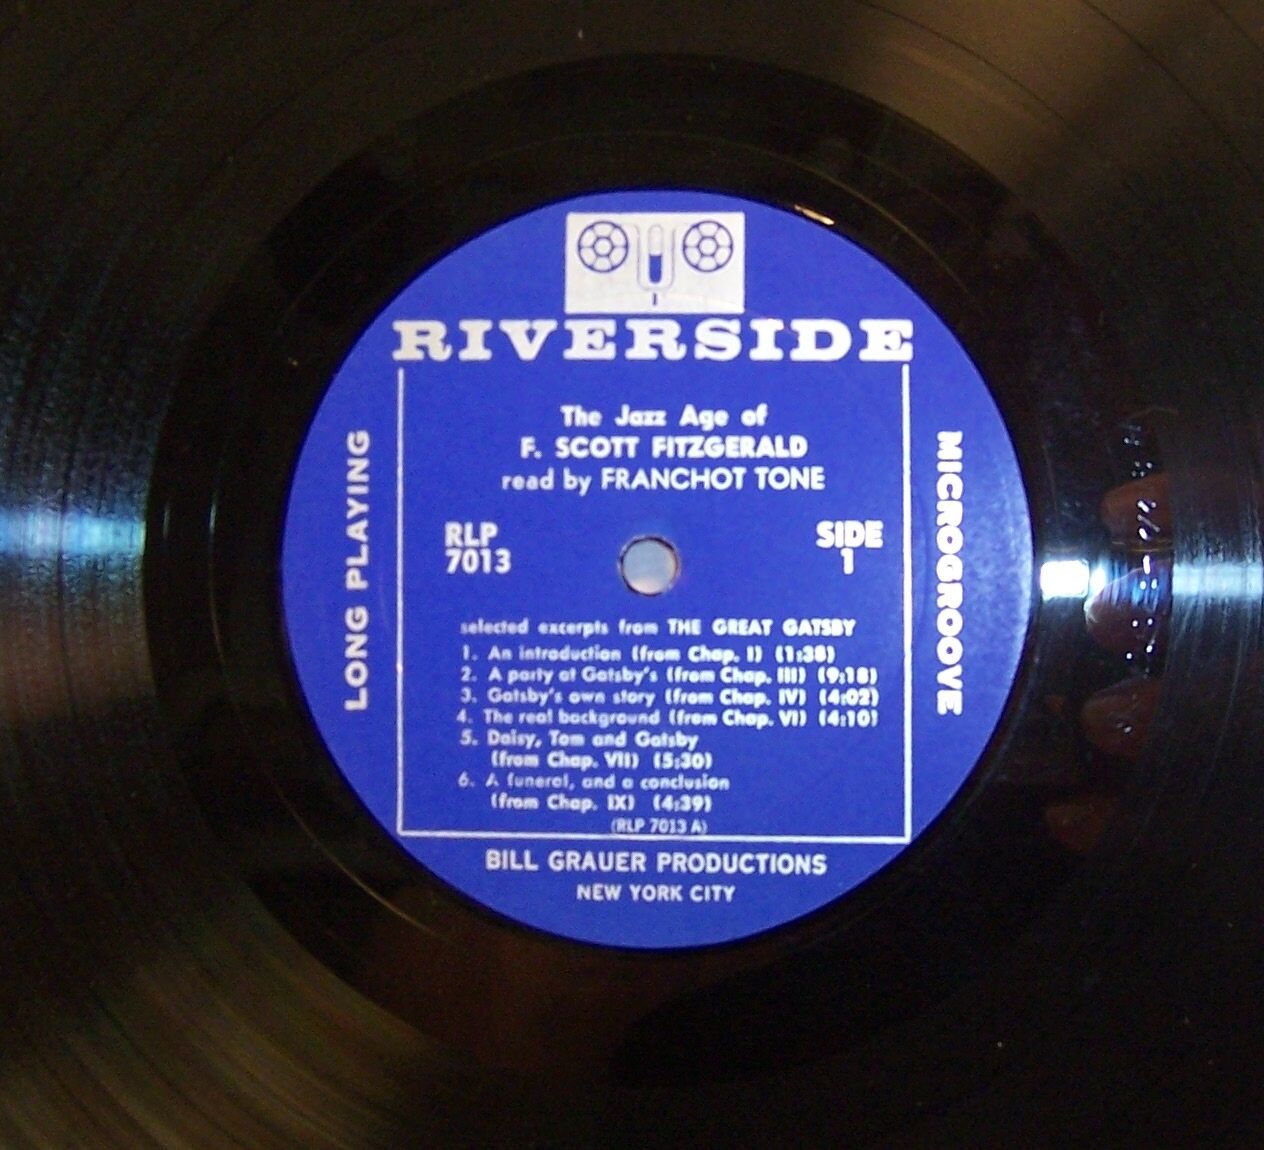 RIVERSIDE
The Jazz Age of
F. SCOTT FITZGERALD
read by FRANCHOT TONE
RLP
7013
SIDE
1
LONG PLAYING
MICROGROOVE
selected excerpts from THE GREAT GATSBY
1. An introduction (from Chap. I) (1:38)
2. A party at Gatsby's (from Chap. III) (9:18)
3. Gatsby's own story (from Chap. IV) (4:02)
4. The real background (from Chap. VI) (4:10)
5. Daisy, Tom and Gatsby
(from Chap. VII) (5:30)
6. A funeral, and a conclusion
(from Chap. IX) (4:39)
(RLP 7013 A)
BILL GRAUER PRODUCTIONS
NEW YORK CITY